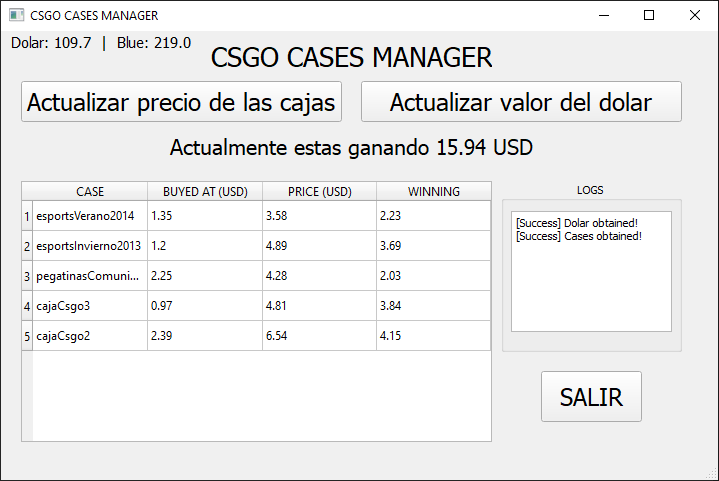 CSGO CASES MANAGER
Dolar: 109.7 | Blue: 219.0
CSGO CASES MANAGER
Actualizar precio de las cajas
Actualizar valor del dolar
Actualmente estas ganando 15.94 USD
CASE BUYED AT (USD) PRICE (USD) WINNING
1 esportsVerano2014 1.35 3.58 2.23
2 esportsInvierno2013 1.2 4.89 3.69
3 pegatinasComuni... 2.25 4.28 2.03
4 cajaCsgo3 0.97 4.81 3.84
5 cajaCsgo2 2.39 6.54 4.15
LOGS
[Success] Dolar obtained!
[Success] Cases obtained!
SALIR